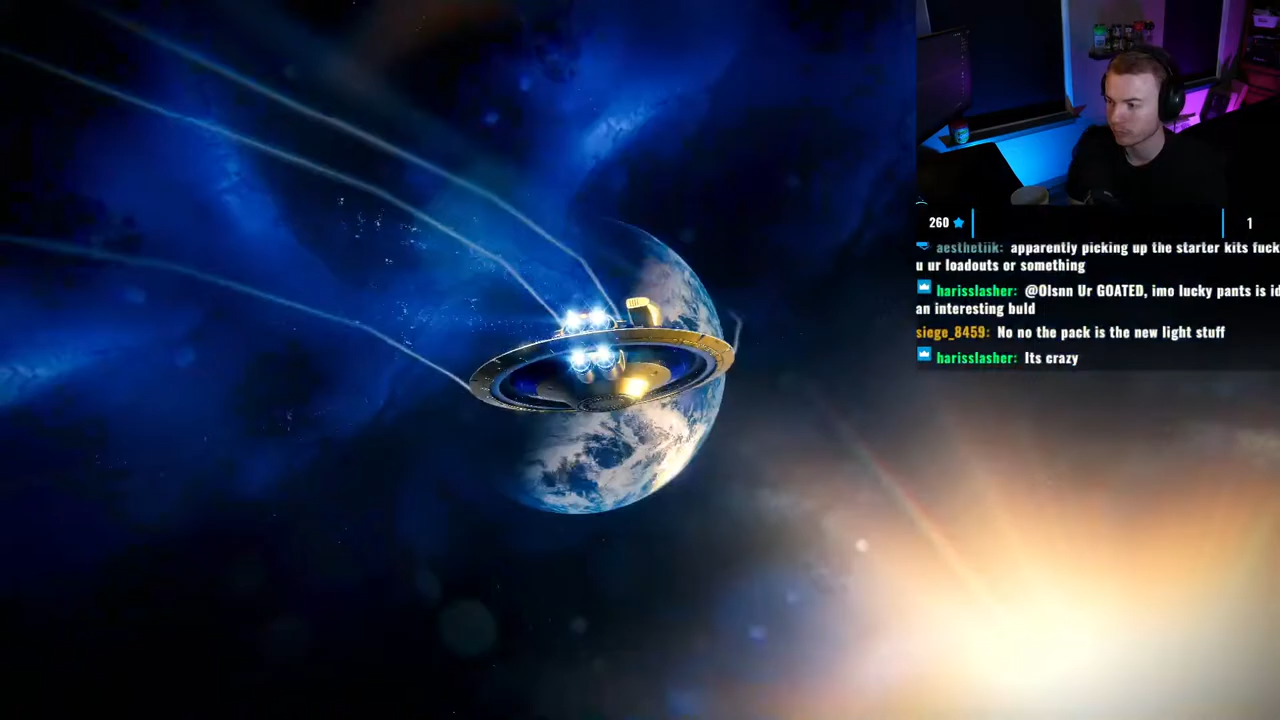 260
1
aesthetiik: apparently picking up the starter kits fuck
u ur loadouts or something
harisslasher: @Olsnn Ur GOATED, imo lucky pants is
an interesting buld
siege_8459: No no the pack is the new light stuff
harisslasher: Its crazy